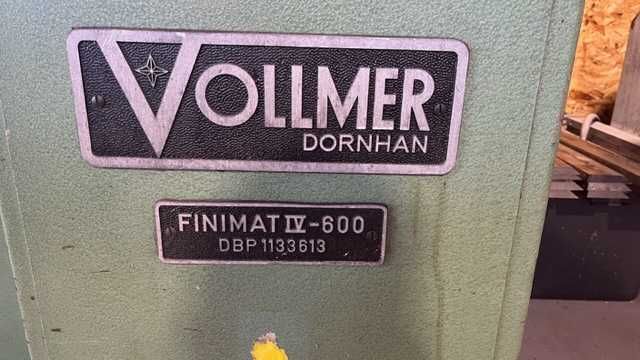 VOLLMER
DORNHAN
FINIMAT IV-600
DBP 1133613